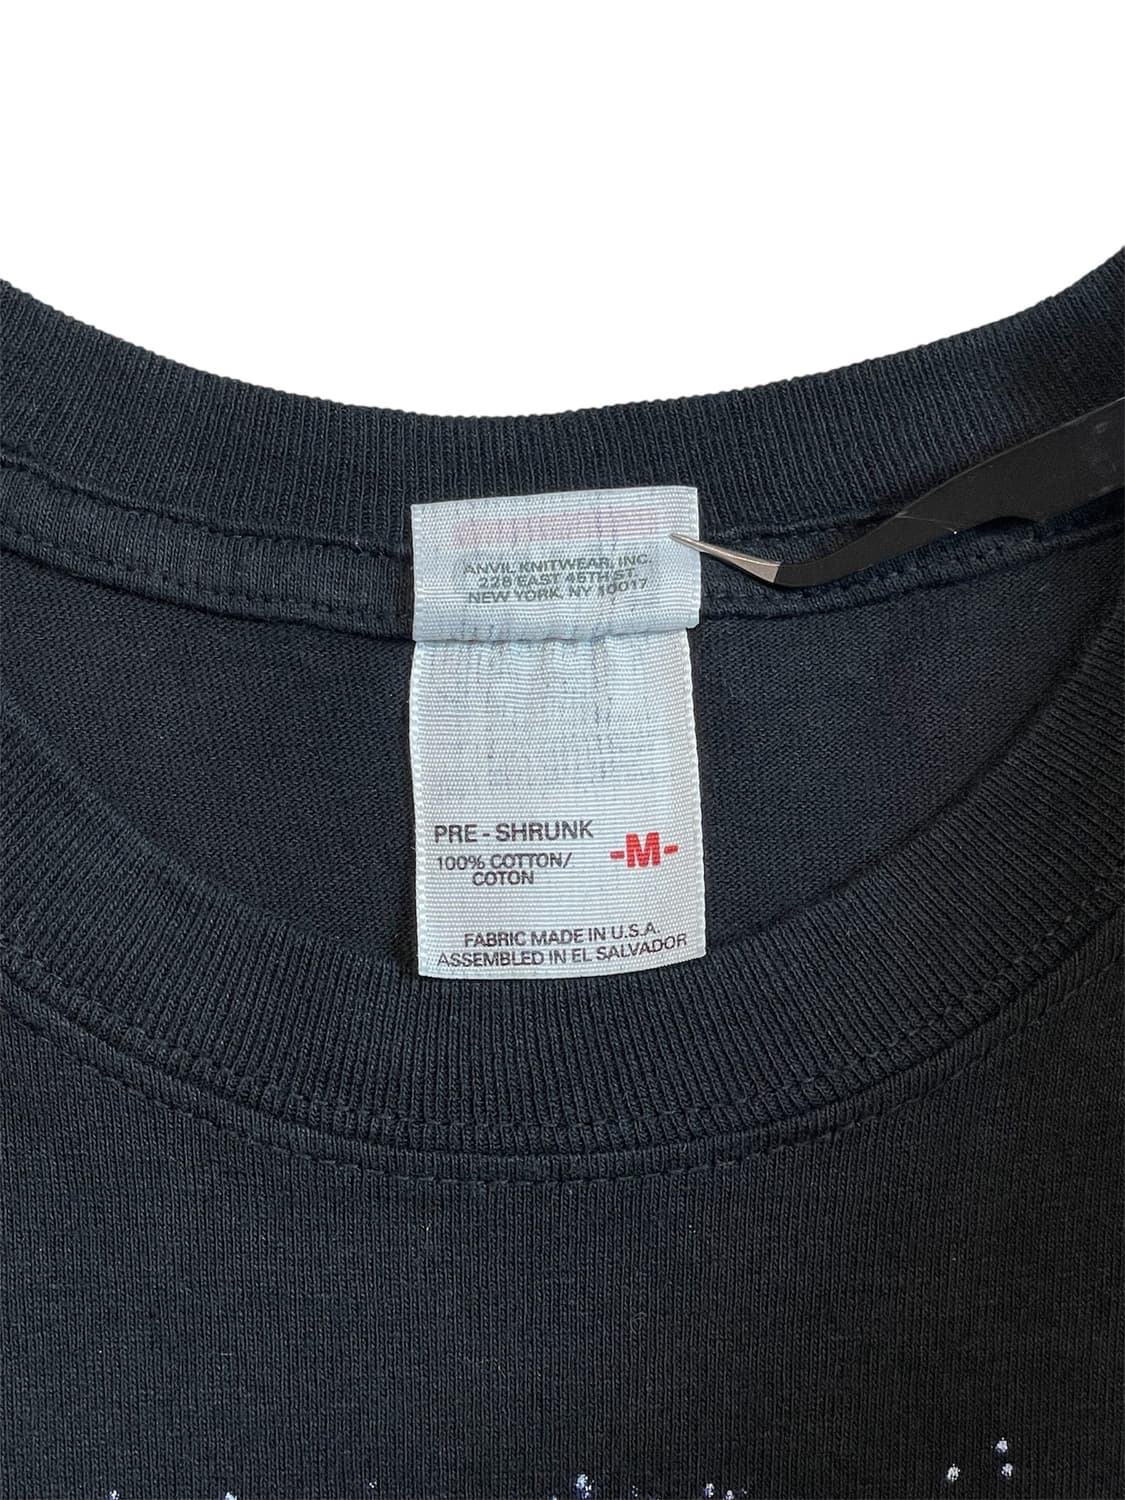 ANVIL KNITWEAR, INC.
228 EAST 45TH ST.
NEW YORK, NY 10017
PRE - SHRUNK
100% COTTON/
COTON
-M-
FABRIC MADE IN U.S.A.
ASSEMBLED IN EL SALVADOR